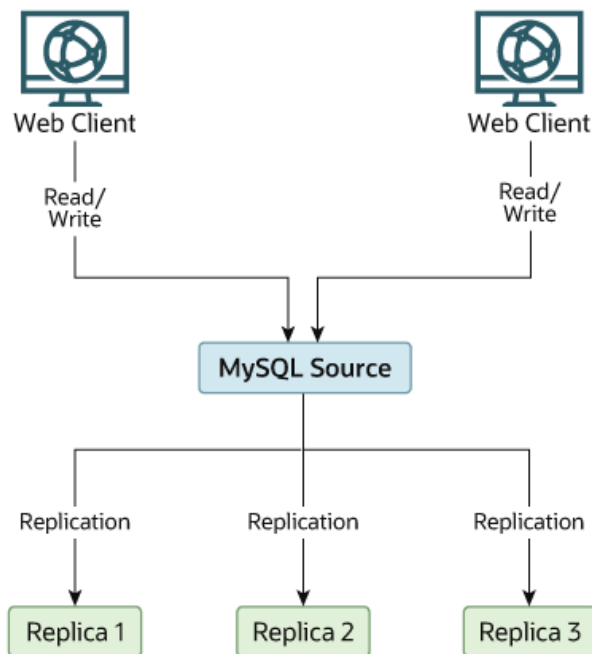 Web Client
Web Client
Read/
Write
Read/
Write
MySQL Source
Replication
Replication
Replication
Replica 1
Replica 2
Replica 3